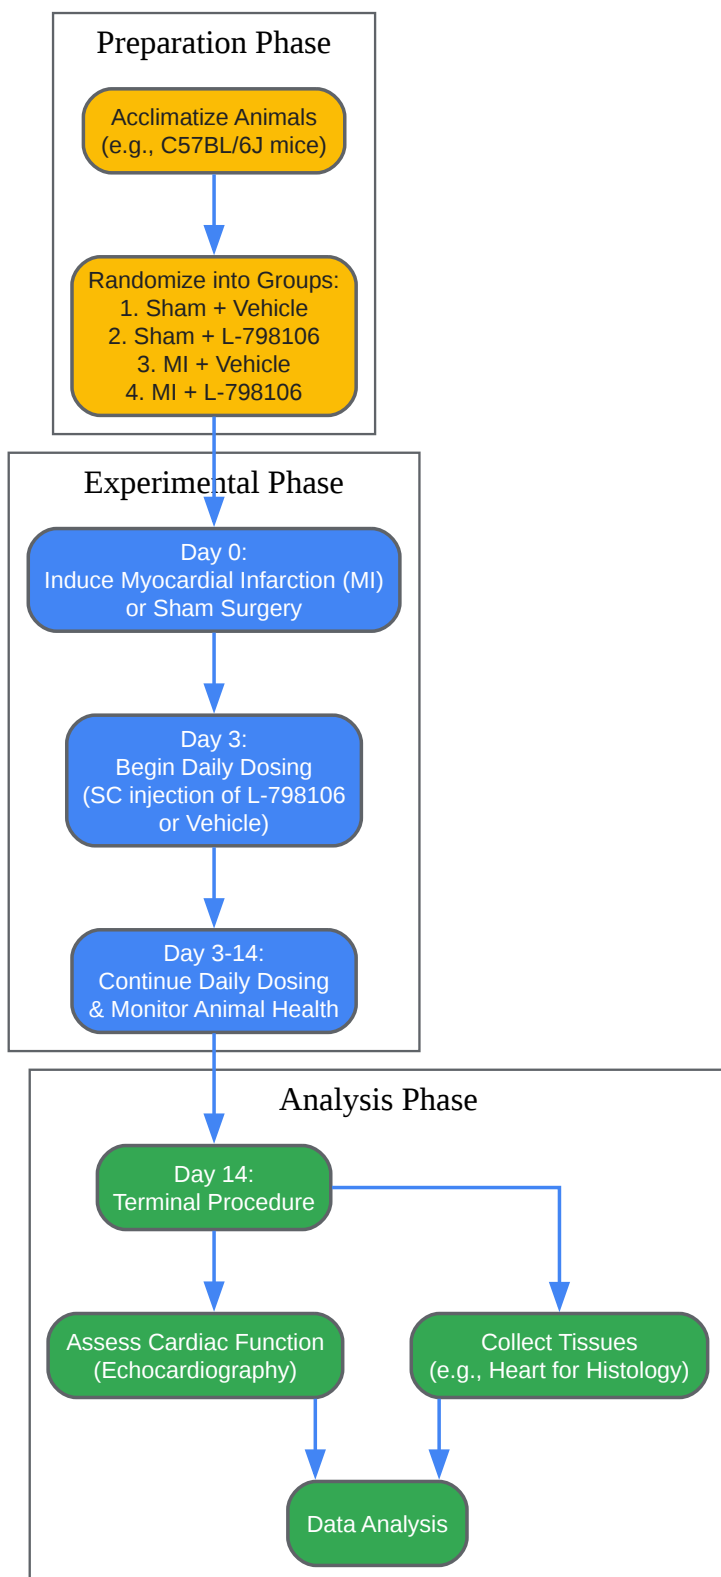 Preparation Phase
Acclimatize Animals
(e.g., C57BL/6J mice)
Randomize into Groups:
1. Sham + Vehicle
2. Sham + L-798106
3. MI + Vehicle
4. MI + L-798106
Experimental Phase
Day 0:
Induce Myocardial Infarction (MI)
or Sham Surgery
Day 3:
Begin Daily Dosing
(SC injection of L-798106
or Vehicle)
Day 3-14:
Continue Daily Dosing
& Monitor Animal Health
Analysis Phase
Day 14:
Terminal Procedure
Assess Cardiac Function
(Echocardiography)
Collect Tissues
(e.g., Heart for Histology)
Data Analysis